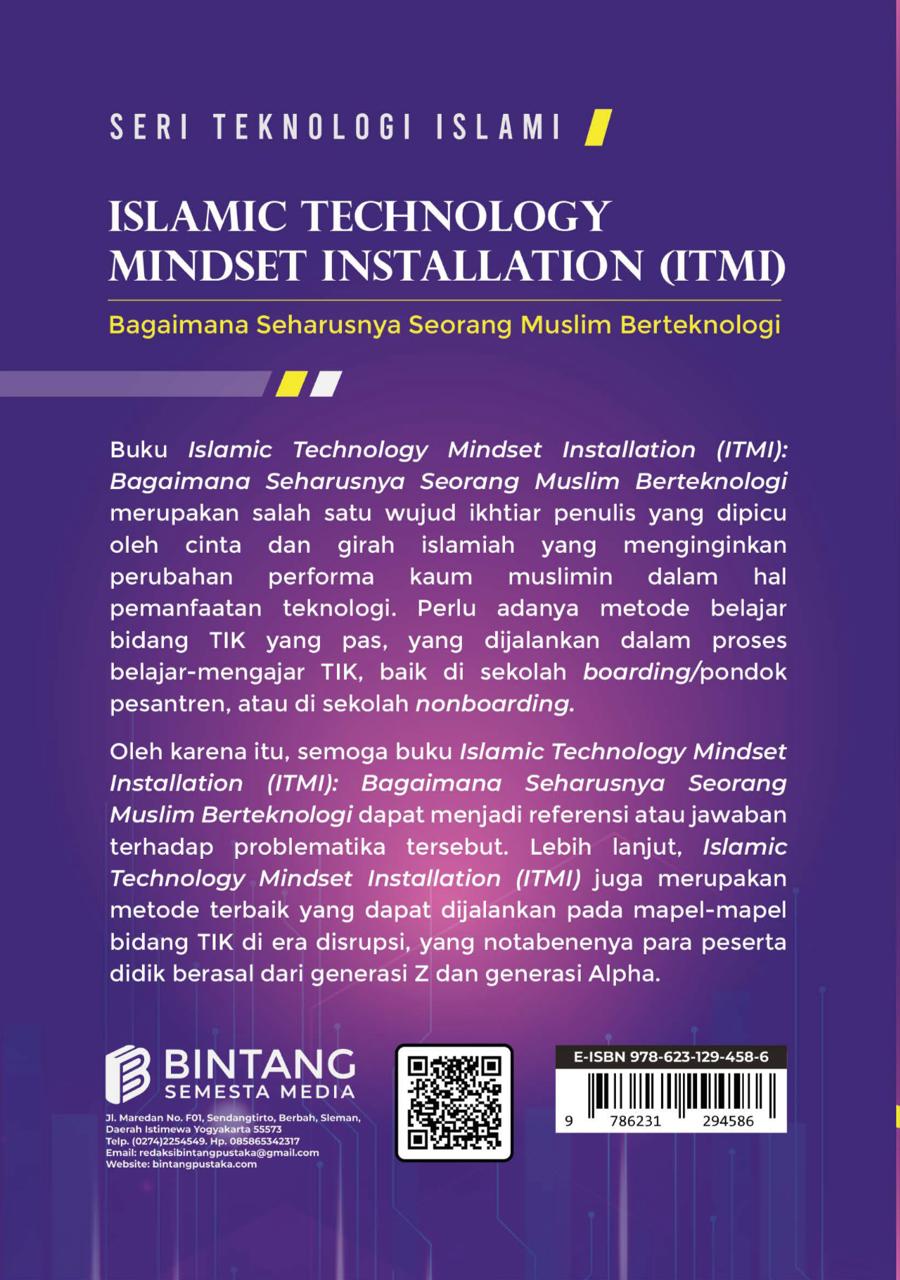 SERI TEKNOLOGI ISLAMI
ISLAMIC TECHNOLOGY
MINDSET INSTALLATION (ITMI)
Bagaimana Seharusnya Seorang Muslim Berteknologi
Buku Islamic Technology Mindset Installation (ITMI):
Bagaimana Seharusnya Seorang Muslim Berteknologi
merupakan salah satu wujud ikhtiar penulis yang dipicu
oleh cinta dan girah islamiah yang menginginkan
perubahan performa kaum muslimin dalam hal
pemanfaatan teknologi. Perlu adanya metode belajar
bidang TIK yang pas, yang dijalankan dalam proses
belajar-mengajar TIK, baik di sekolah boarding/pondok
pesantren, atau di sekolah nonboarding.
Oleh karena itu, semoga buku Islamic Technology Mindset
Installation (ITMI): Bagaimana Seharusnya Seorang
Muslim Berteknologi dapat menjadi referensi atau jawaban
terhadap problematika tersebut. Lebih lanjut, Islamic
Technology Mindset Installation (ITMI) juga merupakan
metode terbaik yang dapat dijalankan pada mapel-mapel
bidang TIK di era disrupsi, yang notabenenya para peserta
didik berasal dari generasi Z dan generasi Alpha.
BINTANG
SEMESTA MEDIA
Jl. Maredan No. F01, Sendangtirto, Berbah, Sleman,
Daerah Istimewa Yogyakarta 55573
Telp. (0274)2254549. Hp. 085865342317
Email: redaksibintangpustaka@gmail.com
Website: bintangpustaka.com
E-ISBN 978-623-129-458-6
9 786231 294586